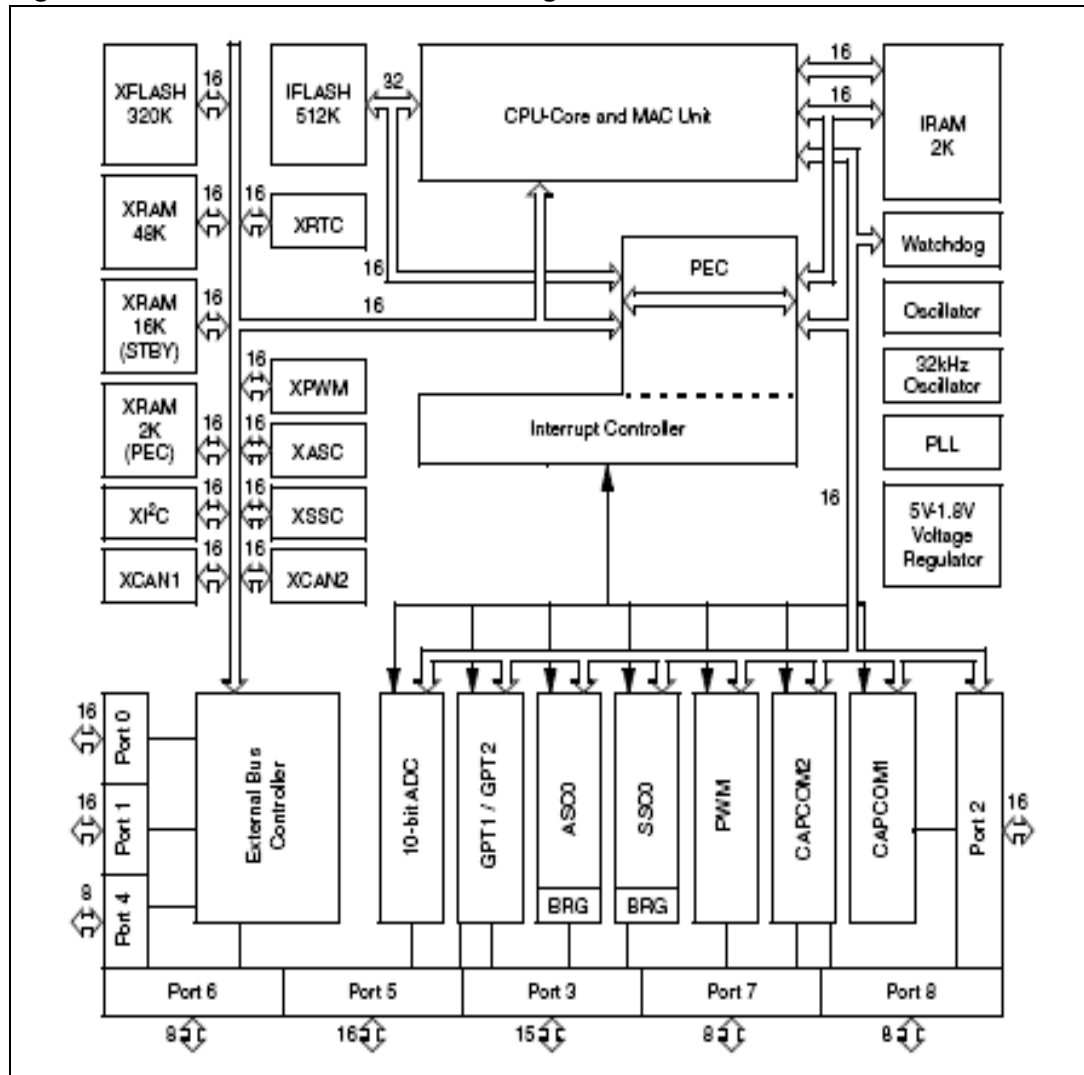 16
XFLASH
320K
IFLASH
512K
32
CPU-Core and MAC Unit
16
16
IRAM
2K
16
XRAM
48K
16
XRTC
16
PEC
Watchdog
16
XRAM
16K
(STBY)
16
Oscillator
16
XPWM
32kHz
Oscillator
XRAM
2K
(PEC)
16
16
XASC
Interrupt Controller
PLL
16
XI²C
16
XSSC
16
5V-1.8V
Voltage
Regulator
16
XCAN1
16
XCAN2
16
Port 0
16
Port 1
8
Port 4
External Bus
Controller
10-bit ADC
GPT1 / GPT2
ASC0
BRG
SSC0
BRG
PWM
CAPCOM2
CAPCOM1
Port 2
16
Port 6
Port 5
Port 3
Port 7
Port 8
8
16
15
8
8